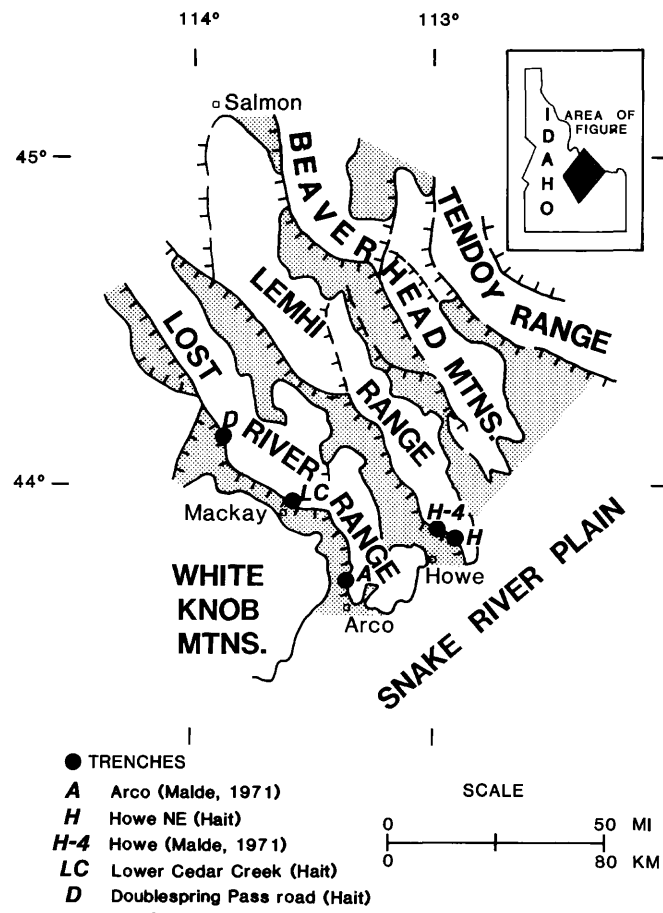 114° 113°
Salmon
IDAHO
AREA OF
FIGURE
45°
BEAVERHEAD MTNS.
TENDOY RANGE
LEMHI RANGE
LOST RIVER RANGE
D
44°
LC
Mackay
H-4
H
Howe
WHITE
KNOB
MTNS.
A
Arco
SNAKE RIVER PLAIN
TRENCHES
A Arco (Malde, 1971)
H Howe NE (Hait)
H-4 Howe (Malde, 1971)
LC Lower Cedar Creek (Hait)
D Doublespring Pass road (Hait)
SCALE
0 50 MI
0 80 KM